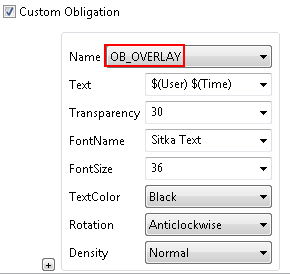 Custom Obligation
Name OB_OVERLAY
Text $(User) $(Time)
Transparency 30
FontName Sitka Text
FontSize 36
TextColor Black
Rotation Anticlockwise
Density Normal
+